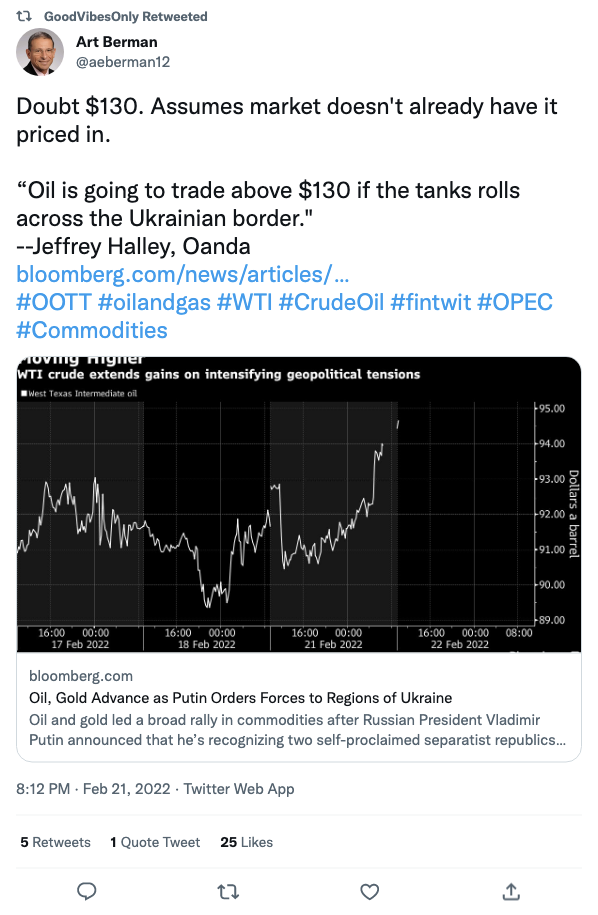 GoodVibesOnly Retweeted
Art Berman
@aeberman12
Doubt $130. Assumes market doesn't already have it
priced in.
“Oil is going to trade above $130 if the tanks rolls
across the Ukrainian border."
--Jeffrey Halley, Oanda
bloomberg.com/news/articles/…
#OOTT #oilandgas #WTI #CrudeOil #fintwit #OPEC
#Commodities
Moving Higher
WTI crude extends gains on intensifying geopolitical tensions
West Texas Intermediate oil
95.00
94.00
93.00
92.00
91.00
90.00
89.00
Dollars a barrel
16:00 00:00 16:00 00:00 16:00 00:00 16:00 00:00 08:00
17 Feb 2022 18 Feb 2022 21 Feb 2022 22 Feb 2022
bloomberg.com
Oil, Gold Advance as Putin Orders Forces to Regions of Ukraine
Oil and gold led a broad rally in commodities after Russian President Vladimir
Putin announced that he’s recognizing two self-proclaimed separatist republics...
8:12 PM · Feb 21, 2022 · Twitter Web App
5 Retweets 1 Quote Tweet 25 Likes